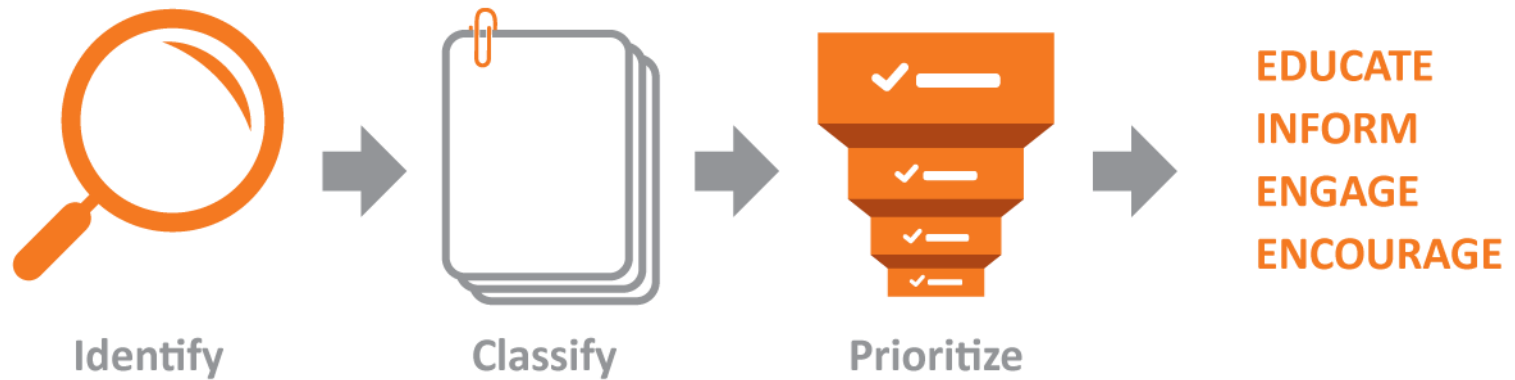 EDUCATE
INFORM
ENGAGE
ENCOURAGE
Identify
Classify
Prioritize